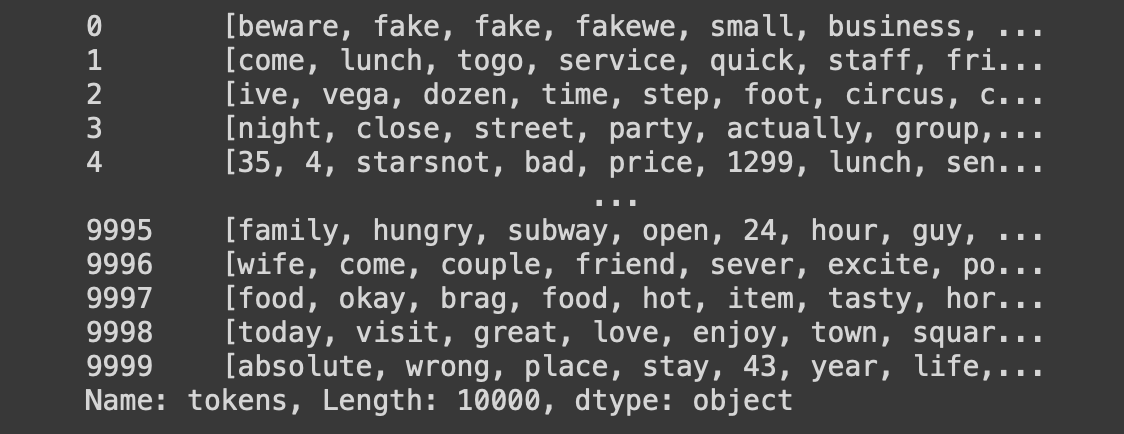 0 [beware, fake, fake, fakewe, small, business, ...
1 [come, lunch, togo, service, quick, staff, fri...
2 [ive, vega, dozen, time, step, foot, circus, c...
3 [night, close, street, party, actually, group,...
4 [35, 4, starsnot, bad, price, 1299, lunch, sen...
...
9995 [family, hungry, subway, open, 24, hour, guy, ...
9996 [wife, come, couple, friend, sever, excite, po...
9997 [food, okay, brag, food, hot, item, tasty, hor...
9998 [today, visit, great, love, enjoy, town, squar...
9999 [absolute, wrong, place, stay, 43, year, life,...
Name: tokens, Length: 10000, dtype: object